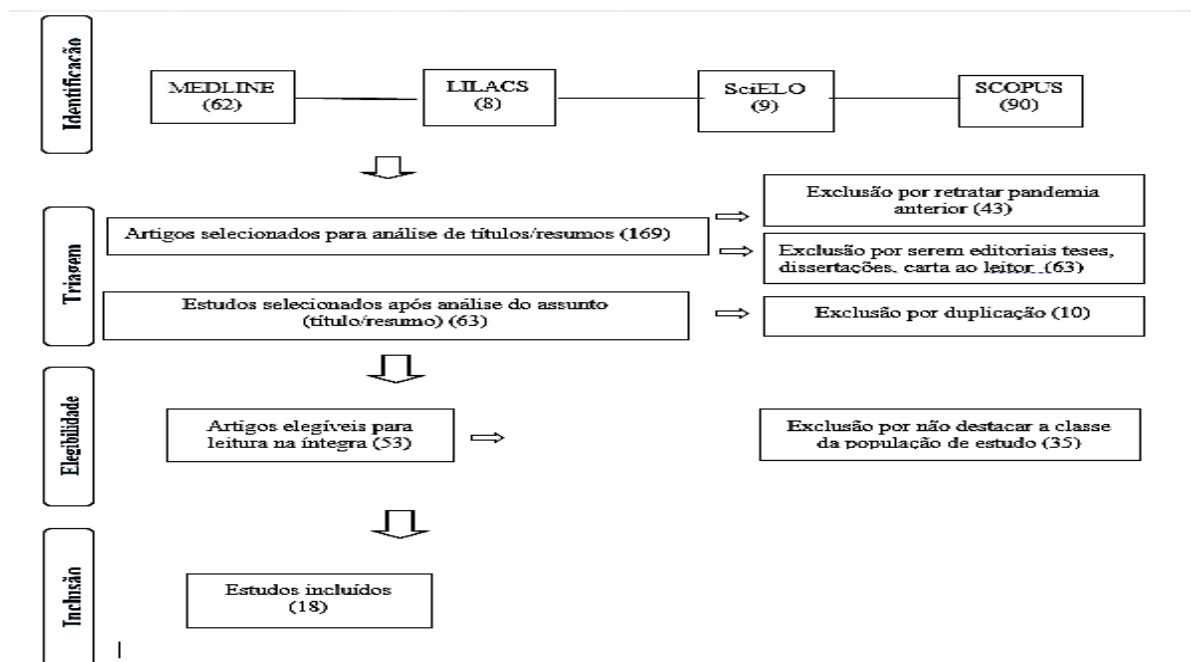 Identificação
MEDLINE
(62)
LILACS
(8)
SciELO
(9)
SCOPUS
(90)
Triagem
Artigos selecionados para análise de títulos/resumos (169)
Exclusão por retratar pandemia
anterior (43)
Exclusão por serem editoriais teses,
dissertações, carta ao leitor (63)
Estudos selecionados após análise do assunto
(título/resumo) (63)
Exclusão por duplicação (10)
Elegibilidade
Artigos elegíveis para
leitura na íntegra (53)
Exclusão por não destacar a classe
da população de estudo (35)
Inclusão
Estudos incluídos
(18)